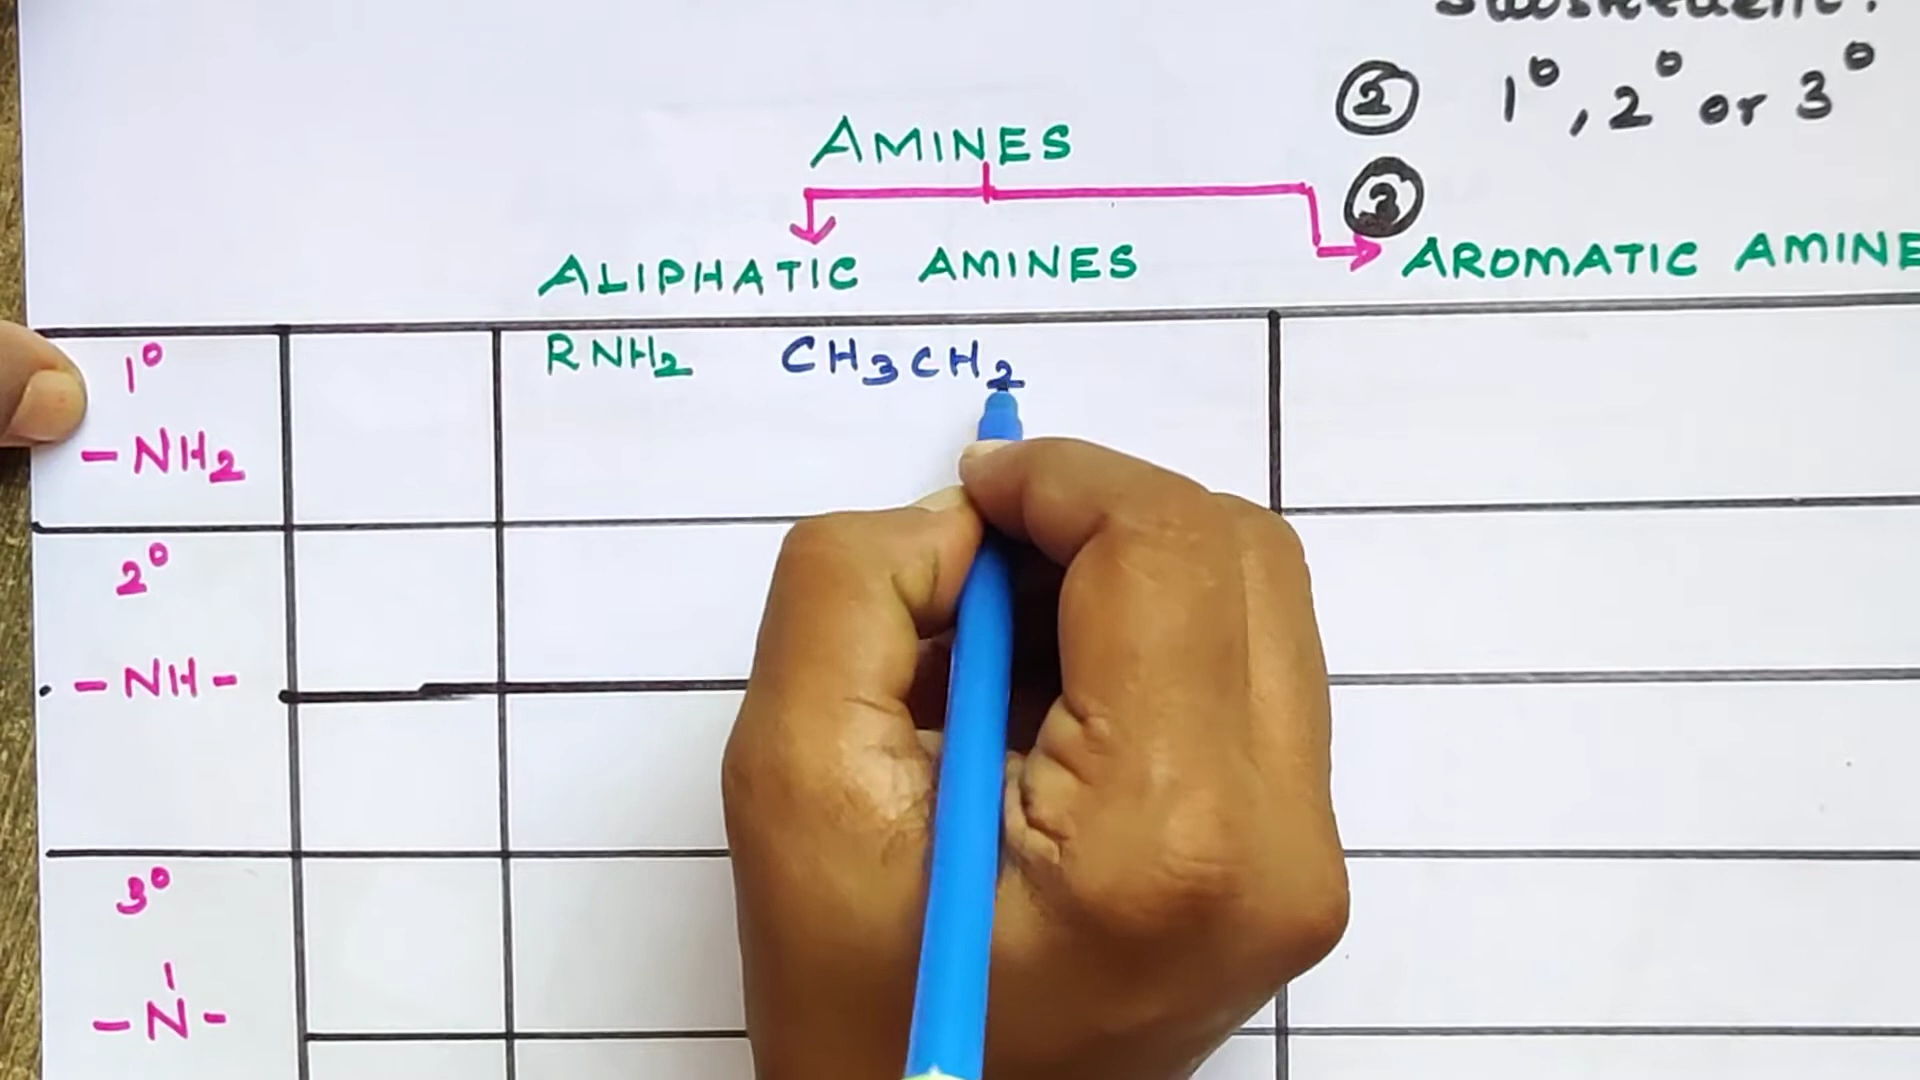 ② 1°, 2° or 3°
AMINES
③
ALIPHATIC AMINES
AROMATIC AMINE
1°
RNH2 CH3CH2
-NH2
2°
-NH-
3°
-N-